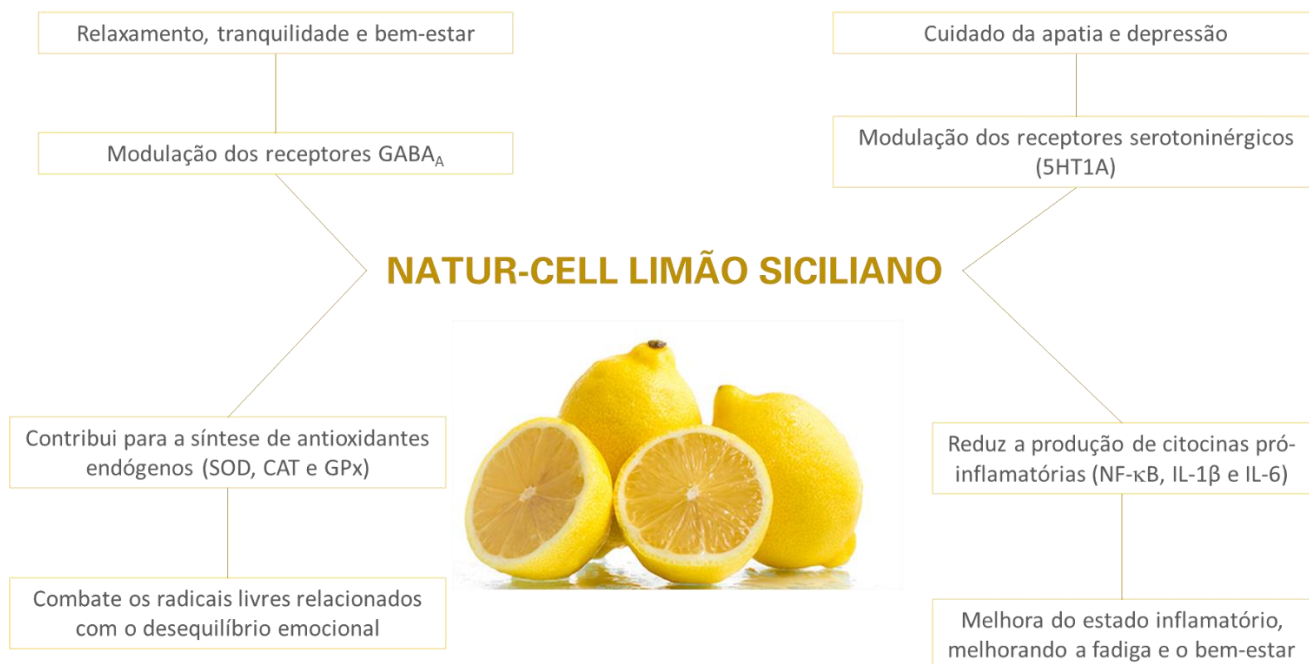 Relaxamento, tranquilidade e bem-estar
Modulação dos receptores GABAA
Cuidado da apatia e depressão
Modulação dos receptores serotoninérgicos
(5HT1A)
NATUR-CELL LIMÃO SICILIANO
Contribui para a síntese de antioxidantes
endógenos (SOD, CAT e GPx)
Combate os radicais livres relacionados
com o desequilíbrio emocional
Reduz a produção de citocinas pró-
inflamatórias (NF-κB, IL-1β e IL-6)
Melhora do estado inflamatório,
melhorando a fadiga e o bem-estar